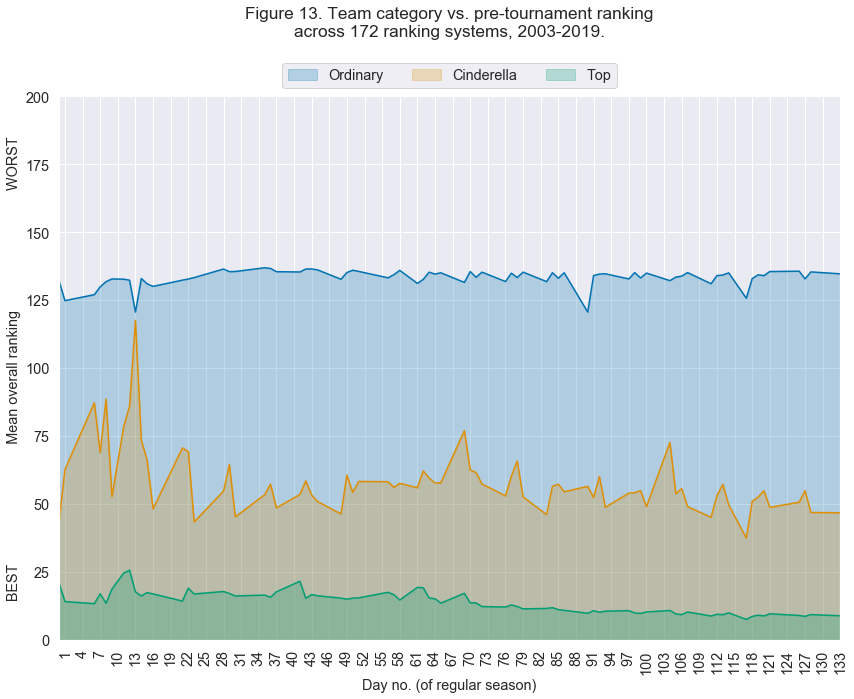 Figure 13. Team category vs. pre-tournament ranking
across 172 ranking systems, 2003-2019.
Ordinary Cinderella Top
200
175
150
125
100
75
50
25
0
WORST
Mean overall ranking
BEST
1 4 7 10 13 16 19 22 25 28 31 34 37 40 43 46 49 52 55 58 61 64 67 70 73 76 79 82 85 88 91 94 97 100 103 106 109 112 115 118 121 124 127 130 133
Day no. (of regular season)